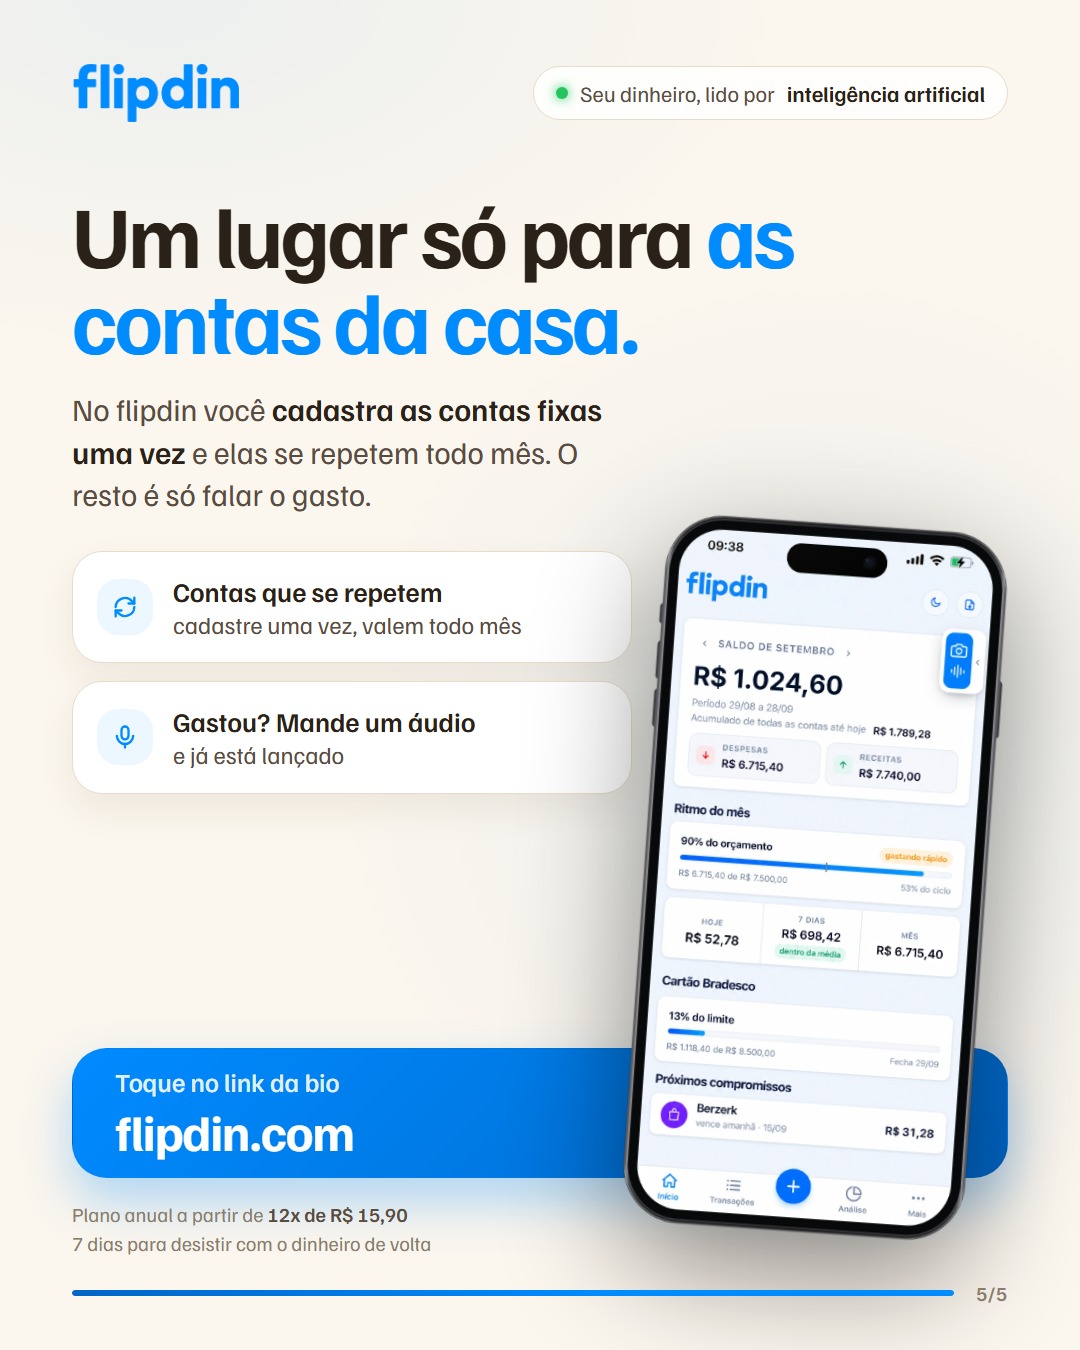 flipdin
Seu dinheiro, lido por inteligência artificial
Um lugar só para as
contas da casa.
No flipdin você cadastra as contas fixas
uma vez e elas se repetem todo mês. O
resto é só falar o gasto.
Contas que se repetem
cadastre uma vez, valem todo mês
Gastou? Mande um áudio
e já está lançado
09:38
flipdin
‹ SALDO DE SETEMBRO ›
R$ 1.024,60
Período 29/08 a 28/09
Acumulado de todas as contas até hoje R$ 1.789,28
DESPESAS
R$ 6.715,40
RECEITAS
R$ 7.740,00
Ritmo do mês
90% do orçamento
gastando rápido
R$ 6.715,40 de R$ 7.500,00
53% do ciclo
HOJE
R$ 52,78
7 DIAS
R$ 698,42
dentro da média
MÊS
R$ 6.715,40
Cartão Bradesco
13% do limite
R$ 1.118,40 de R$ 8.500,00
Fecha 29/09
Próximos compromissos
Berzerk
vence amanhã · 15/09
R$ 31,28
Início
Transações
Análise
Mais
Toque no link da bio
flipdin.com
Plano anual a partir de 12x de R$ 15,90
7 dias para desistir com o dinheiro de volta
5/5